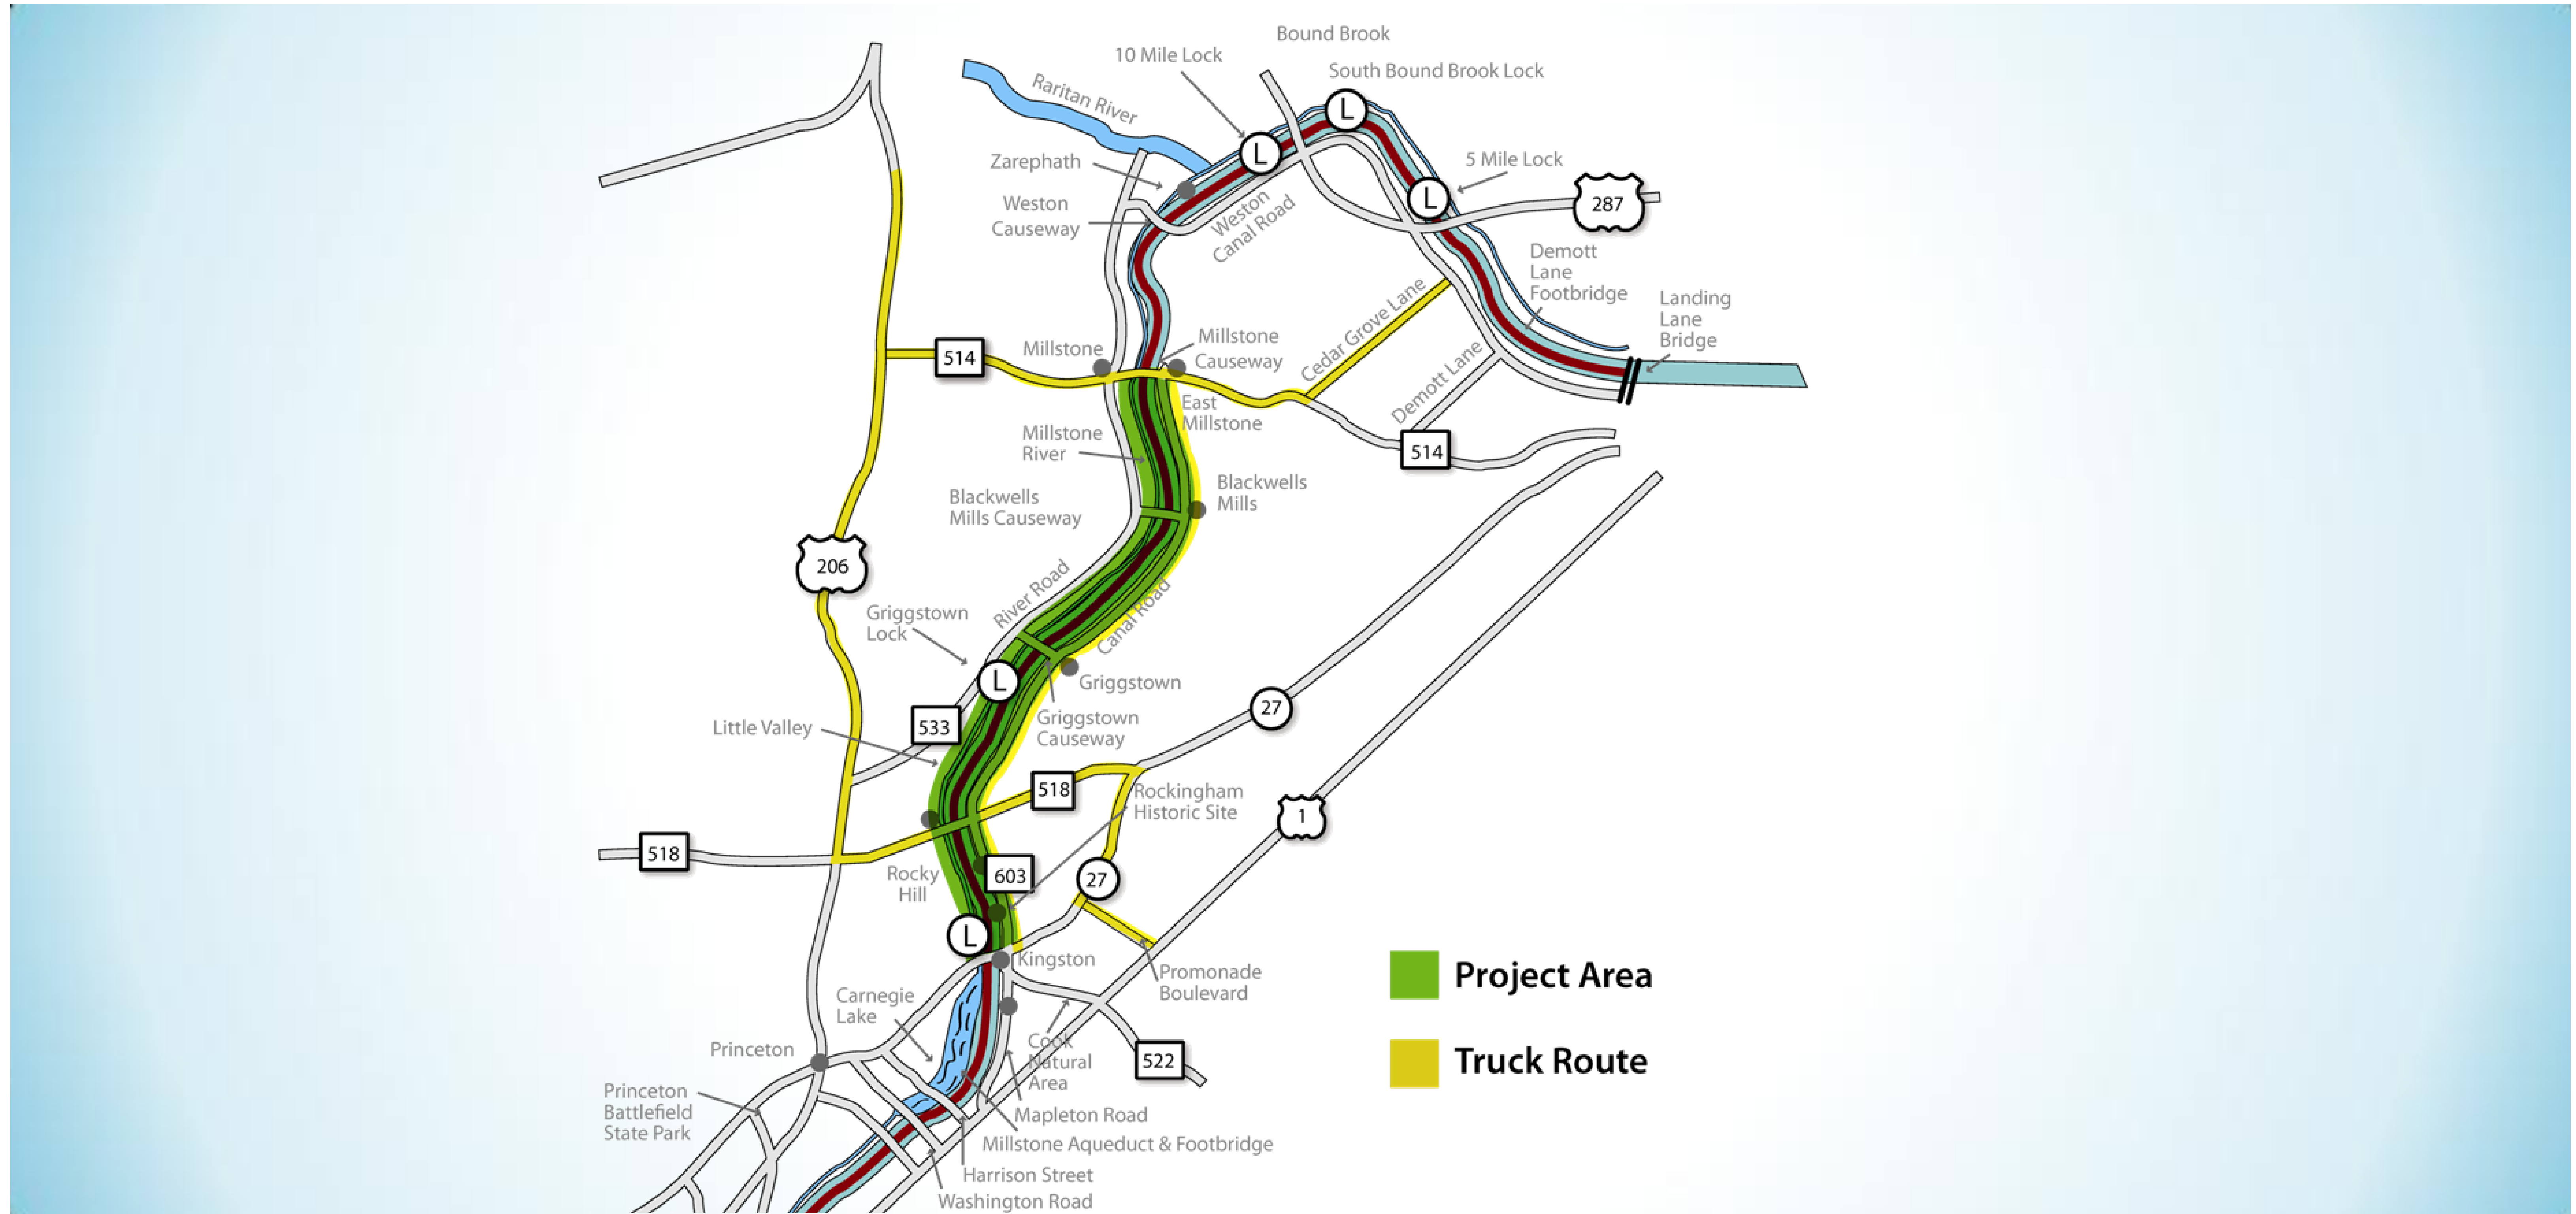 Bound Brook
10 Mile Lock
South Bound Brook Lock
Raritan River
L
L
Zarephath
5 Mile Lock
L
287
Weston
Causeway
Weston
Canal Road
Demott
Lane
Footbridge
Landing
Lane
Bridge
Cedar Grove Lane
Millstone
Millstone
Causeway
514
Demott Lane
East
Millstone
514
Millstone
River
Blackwells
Mills
Blackwells
Mills Causeway
206
River Road
Canal Road
Griggstown
Lock
L
Griggstown
533
Griggstown
Causeway
27
Little Valley
518
Rockingham
Historic Site
1
518
603
27
Rocky
Hill
L
Kingston
Promonade
Boulevard
Project Area
Carnegie
Lake
Cook
Natural
Area
522
Truck Route
Princeton
Princeton
Battlefield
State Park
Mapleton Road
Millstone Aqueduct & Footbridge
Harrison Street
Washington Road